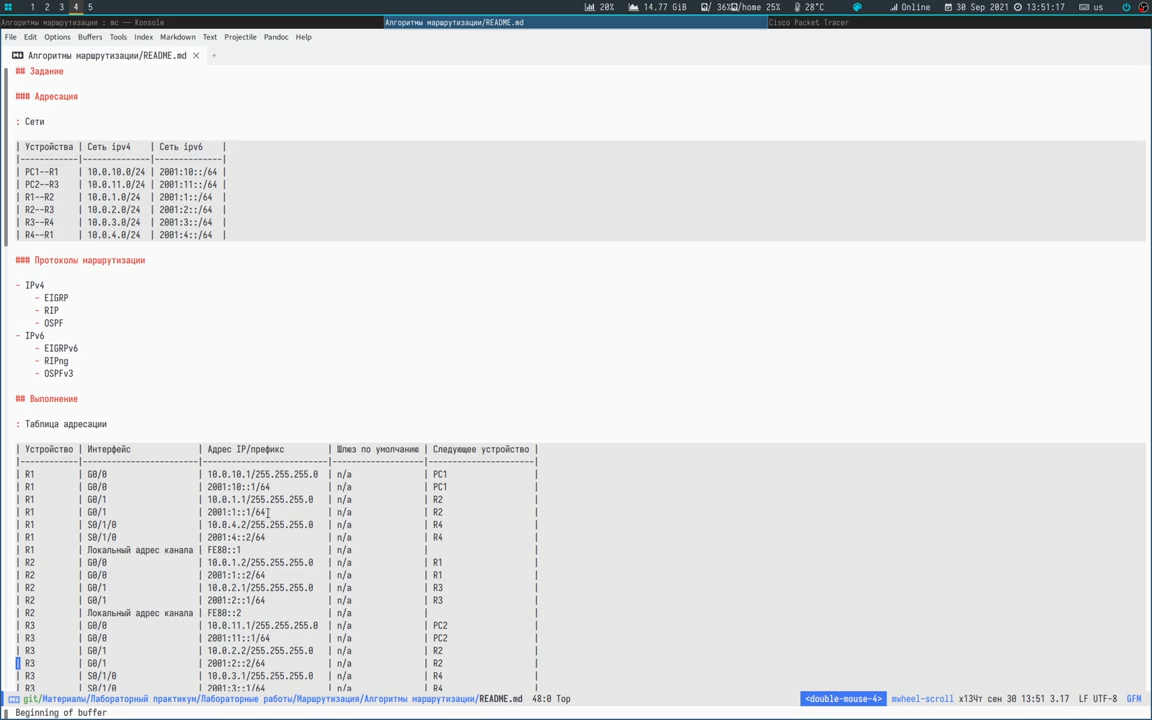 1 2 3 4 5 20% 14.77 GiB / 36% /home 25% 28°C Online 30 Sep 2021 13:51:17 us
Алгоритмы маршрутизации : mc — Konsole Алгоритмы маршрутизации/README.md Cisco Packet Tracer
File Edit Options Buffers Tools Index Markdown Text Projectile Pandoc Help
Алгоритмы маршрутизации/README.md × +
## Задание
### Адресация
: Сети
| Устройства | Сеть ipv4 | Сеть ipv6 |
|------------|--------------|--------------|
| PC1--R1 | 10.0.10.0/24 | 2001:10::/64 |
| PC2--R3 | 10.0.11.0/24 | 2001:11::/64 |
| R1--R2 | 10.0.1.0/24 | 2001:1::/64 |
| R2--R3 | 10.0.2.0/24 | 2001:2::/64 |
| R3--R4 | 10.0.3.0/24 | 2001:3::/64 |
| R4--R1 | 10.0.4.0/24 | 2001:4::/64 |
### Протоколы маршрутизации
- IPv4
- EIGRP
- RIP
- OSPF
- IPv6
- EIGRPv6
- RIPng
- OSPFv3
## Выполнение
: Таблица адресации
| Устройство | Интерфейс | Адрес IP/префикс | Шлюз по умолчанию | Следующее устройство |
|------------|------------------------|-------------------------|-------------------|----------------------|
| R1 | G0/0 | 10.0.10.1/255.255.255.0 | n/a | PC1 |
| R1 | G0/0 | 2001:10::1/64 | n/a | PC1 |
| R1 | G0/1 | 10.0.1.1/255.255.255.0 | n/a | R2 |
| R1 | G0/1 | 2001:1::1/64 | n/a | R2 |
| R1 | S0/1/0 | 10.0.4.2/255.255.255.0 | n/a | R4 |
| R1 | S0/1/0 | 2001:4::2/64 | n/a | R4 |
| R1 | Локальный адрес канала | FE80::1 | n/a | |
| R2 | G0/0 | 10.0.1.2/255.255.255.0 | n/a | R1 |
| R2 | G0/0 | 2001:1::2/64 | n/a | R1 |
| R2 | G0/1 | 10.0.2.1/255.255.255.0 | n/a | R3 |
| R2 | G0/1 | 2001:2::1/64 | n/a | R3 |
| R2 | Локальный адрес канала | FE80::2 | n/a | |
| R3 | G0/0 | 10.0.11.1/255.255.255.0 | n/a | PC2 |
| R3 | G0/0 | 2001:11::1/64 | n/a | PC2 |
| R3 | G0/1 | 10.0.2.2/255.255.255.0 | n/a | R2 |
| R3 | G0/1 | 2001:2::2/64 | n/a | R2 |
| R3 | S0/1/0 | 10.0.3.1/255.255.255.0 | n/a | R4 |
| R3 | S0/1/0 | 2001:3::1/64 | n/a | R4 |
git/Материалы/Лабораторный практикум/Лабораторные работы/Маршрутизация/Алгоритмы маршрутизации/README.md 48:0 Top <double-mouse-4> mwheel-scroll x134т сен 30 13:51 3.17 LF UTF-8 GFM
Beginning of buffer